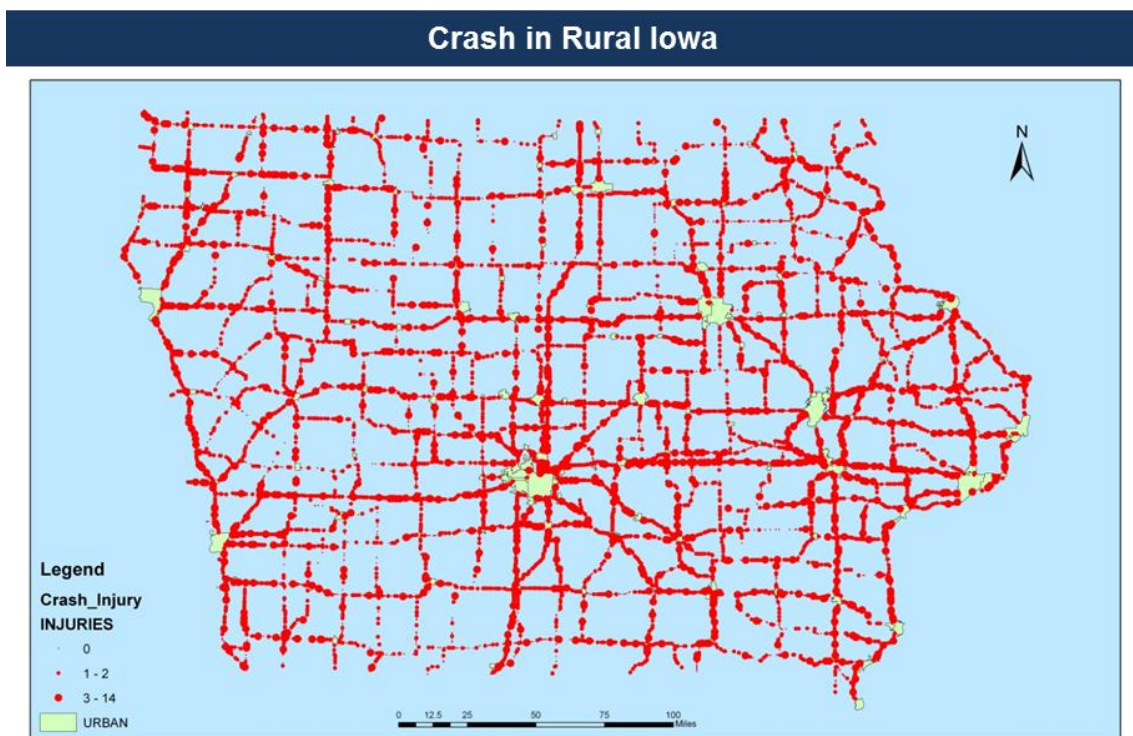 Crash in Rural Iowa
N
Legend
Crash_Injury
INJURIES
0
1 - 2
3 - 14
URBAN
0 12.5 25 50 75 100
Miles